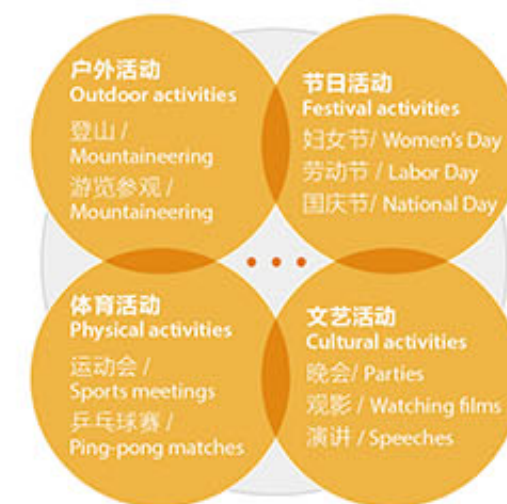 户外活动
Outdoor activities
登山 /
Mountaineering
游览参观 /
Mountaineering
节日活动
Festival activities
妇女节/ Women's Day
劳动节 / Labor Day
国庆节/ National Day
体育活动
Physical activities
运动会 /
Sports meetings
乒乓球赛 /
Ping-pong matches
文艺活动
Cultural activities
晚会/ Parties
观影 / Watching films
演讲 / Speeches